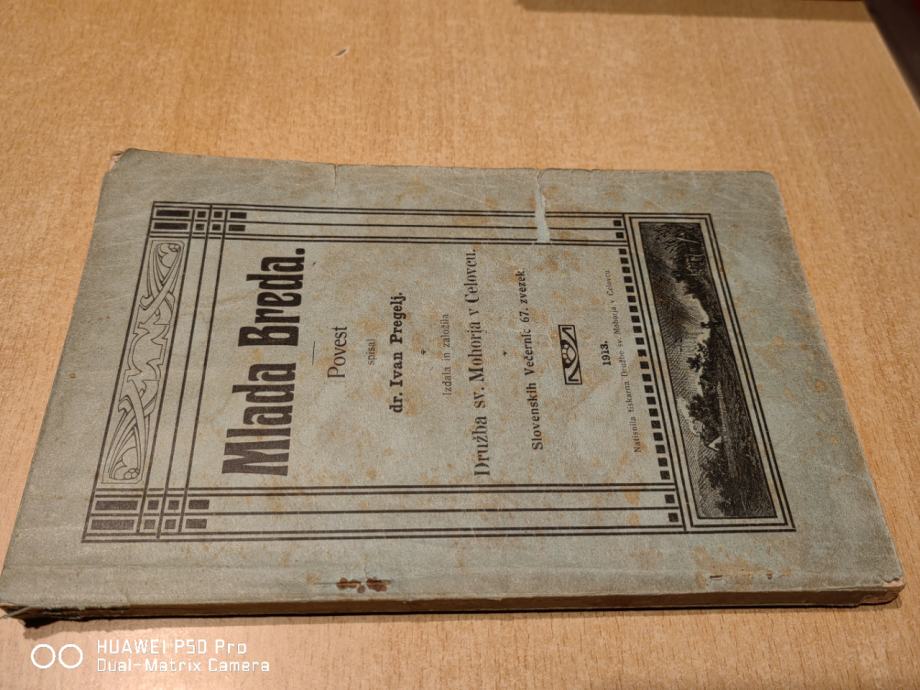 Mlada Breda.
Povest
spisal
dr. Ivan Pregelj.
Izdala in založila
Družba sv. Mohorja v Celovcu.
Slovenskih Večernic 67. zvezek
1913.
Natisnila tiskarna Družbe sv. Mohorja v Celovcu
HUAWEI P50 Pro
Dual-Matrix Camera